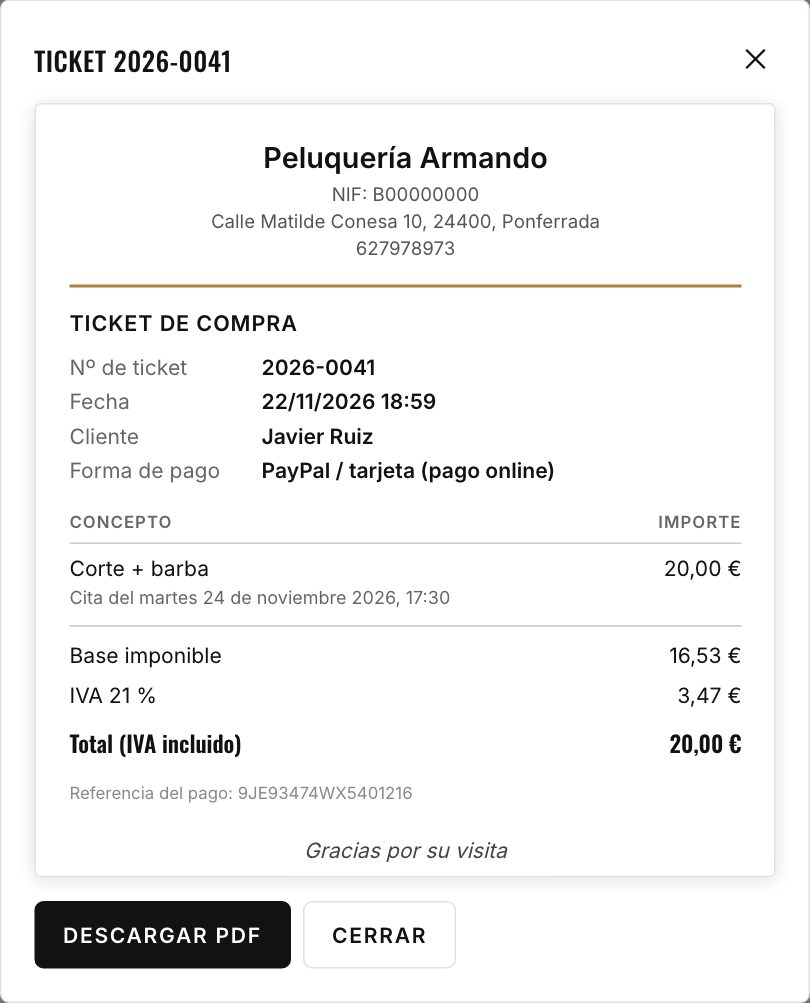 TICKET 2026-0041
Peluquería Armando
NIF: B00000000
Calle Matilde Conesa 10, 24400, Ponferrada
627978973
TICKET DE COMPRA
Nº de ticket 2026-0041
Fecha 22/11/2026 18:59
Cliente Javier Ruiz
Forma de pago PayPal / tarjeta (pago online)
CONCEPTO IMPORTE
Corte + barba 20,00 €
Cita del martes 24 de noviembre 2026, 17:30
Base imponible 16,53 €
IVA 21 % 3,47 €
Total (IVA incluido) 20,00 €
Referencia del pago: 9JE93474WX5401216
Gracias por su visita
DESCARGAR PDF CERRAR